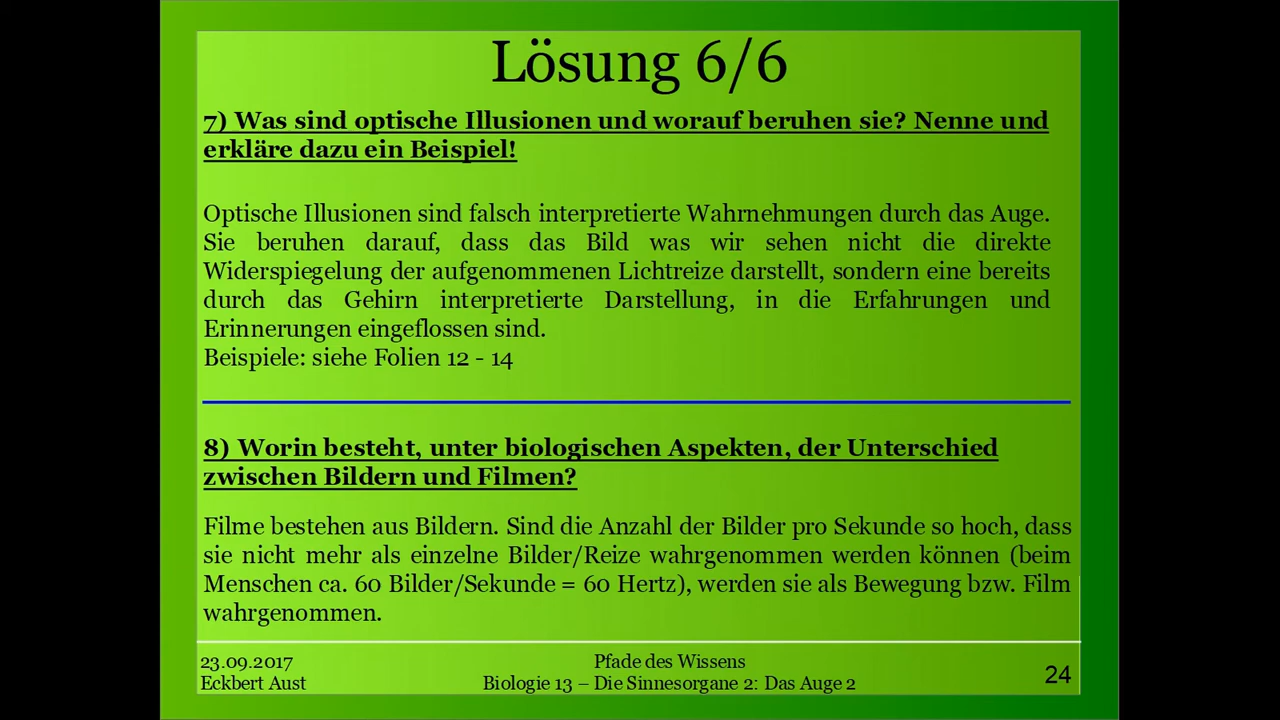 Lösung 6/6
7) Was sind optische Illusionen und worauf beruhen sie? Nenne und
erkläre dazu ein Beispiel!
Optische Illusionen sind falsch interpretierte Wahrnehmungen durch das Auge.
Sie beruhen darauf, dass das Bild was wir sehen nicht die direkte
Widerspiegelung der aufgenommenen Lichtreize darstellt, sondern eine bereits
durch das Gehirn interpretierte Darstellung, in die Erfahrungen und
Erinnerungen eingeflossen sind.
Beispiele: siehe Folien 12 - 14
8) Worin besteht, unter biologischen Aspekten, der Unterschied
zwischen Bildern und Filmen?
Filme bestehen aus Bildern. Sind die Anzahl der Bilder pro Sekunde so hoch, dass
sie nicht mehr als einzelne Bilder/Reize wahrgenommen werden können (beim
Menschen ca. 60 Bilder/Sekunde = 60 Hertz), werden sie als Bewegung bzw. Film
wahrgenommen.
23.09.2017
Eckbert Aust
Pfade des Wissens
Biologie 13 – Die Sinnesorgane 2: Das Auge 2
24